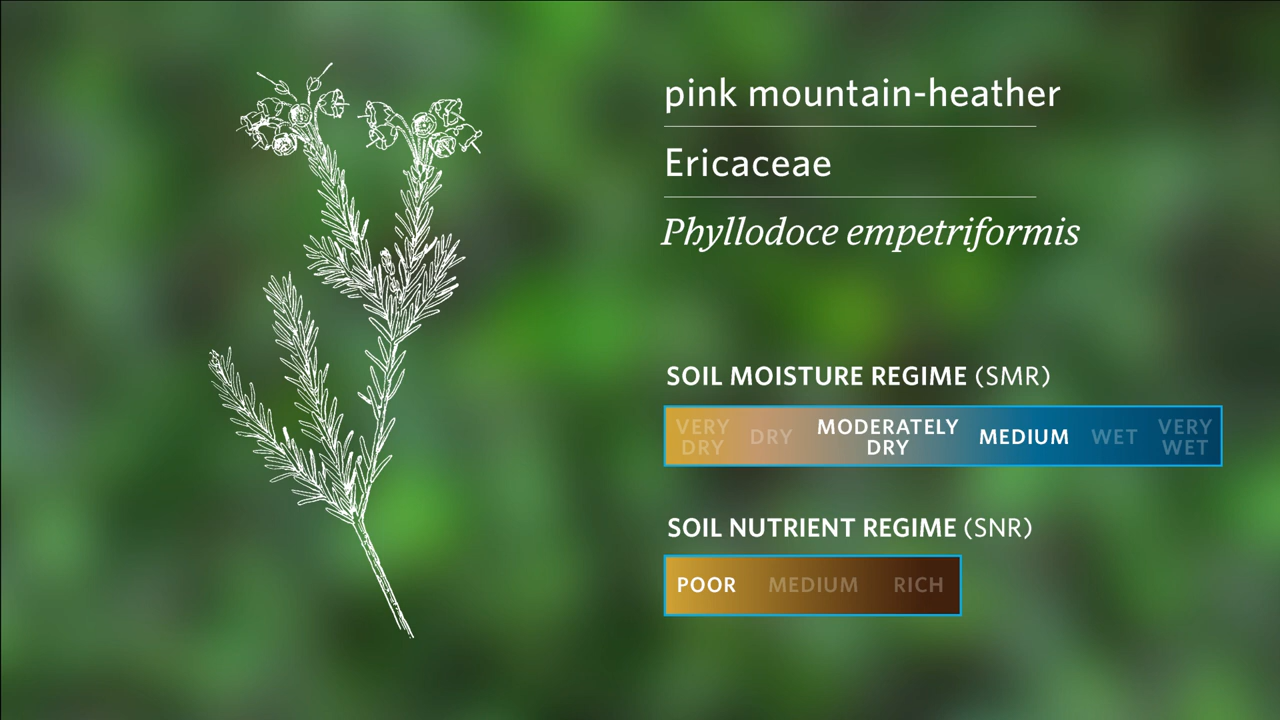 pink mountain-heather
Ericaceae
Phyllodoce empetriformis
SOIL MOISTURE REGIME (SMR)
VERY DRY DRY MODERATELY DRY MEDIUM WET VERY WET
SOIL NUTRIENT REGIME (SNR)
POOR MEDIUM RICH